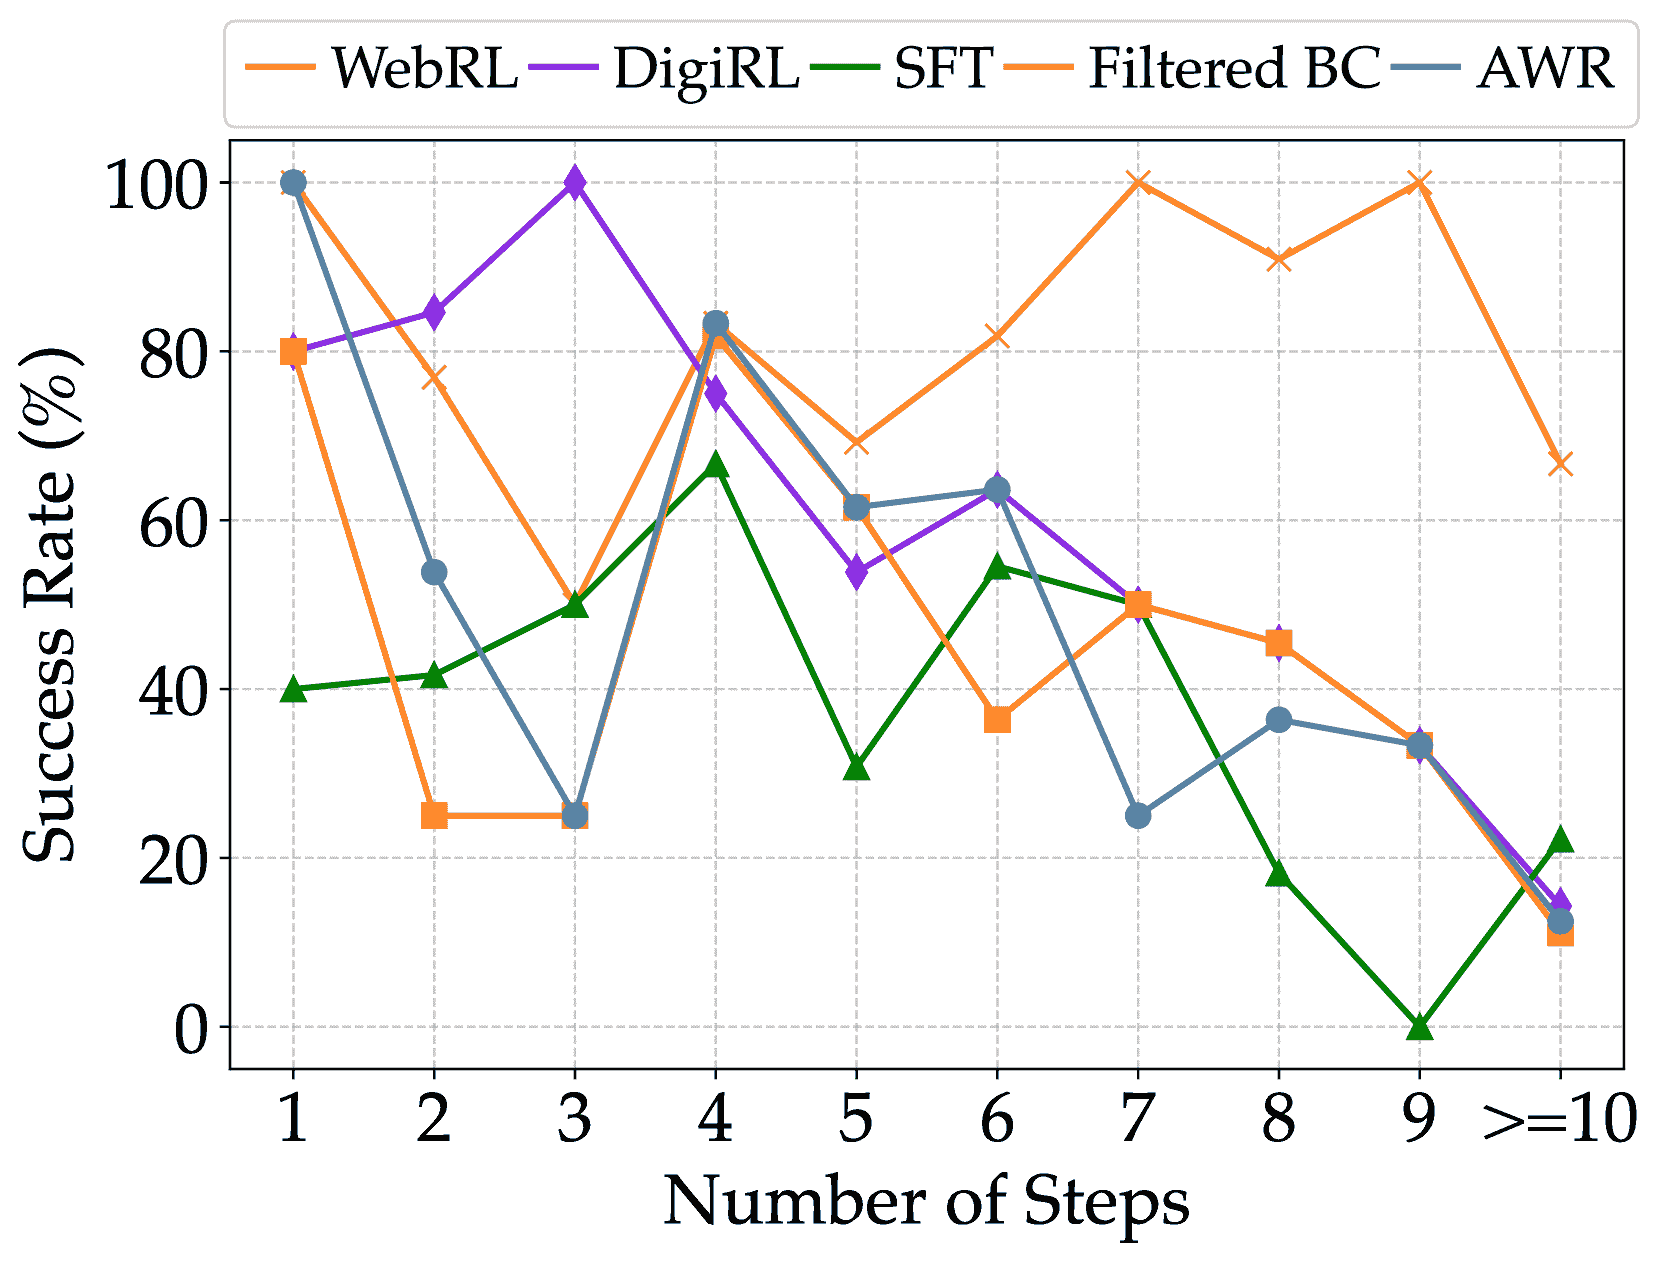 WebRL DigiRL SFT Filtered BC AWR
100
80
60
40
20
0
Success Rate (%)
1 2 3 4 5 6 7 8 9 >=10
Number of Steps